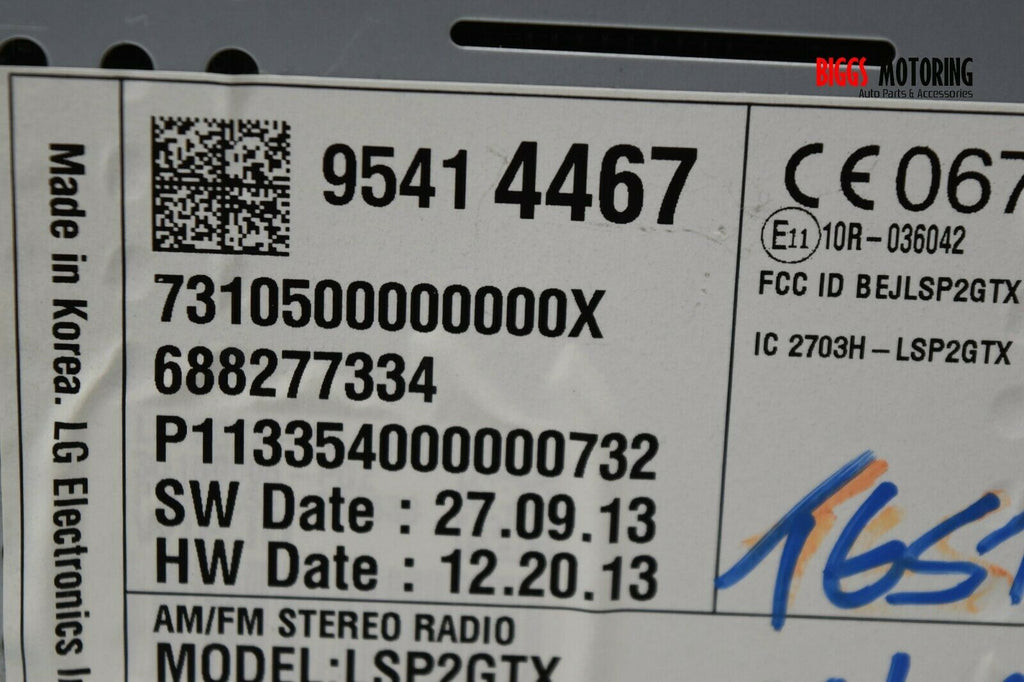 BIGGS MOTORING
Auto Parts & Accessories
Made in Korea. LG Electronics
9541 4467
7310500000000X
688277334
P113354000000732
SW Date : 27.09.13
HW Date : 12.20.13
CE 067
E11 10R-036042
FCC ID BEJLSP2GTX
IC 2703H-LSP2GTX
AM/FM STEREO RADIO
MODEL:LSP2GTX